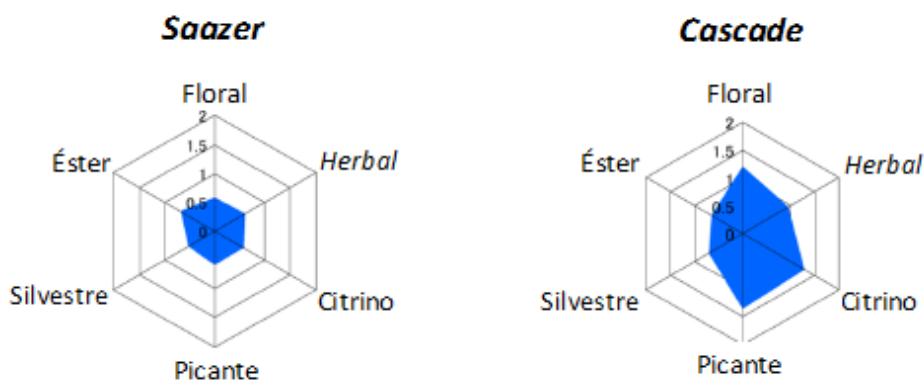 Saazer
Floral
2
1.5
1
0.5
0
Éster
Herbal
Silvestre
Citrino
Picante
Cascade
Floral
2
1.5
1
0.5
0
Éster
Herbal
Silvestre
Citrino
Picante